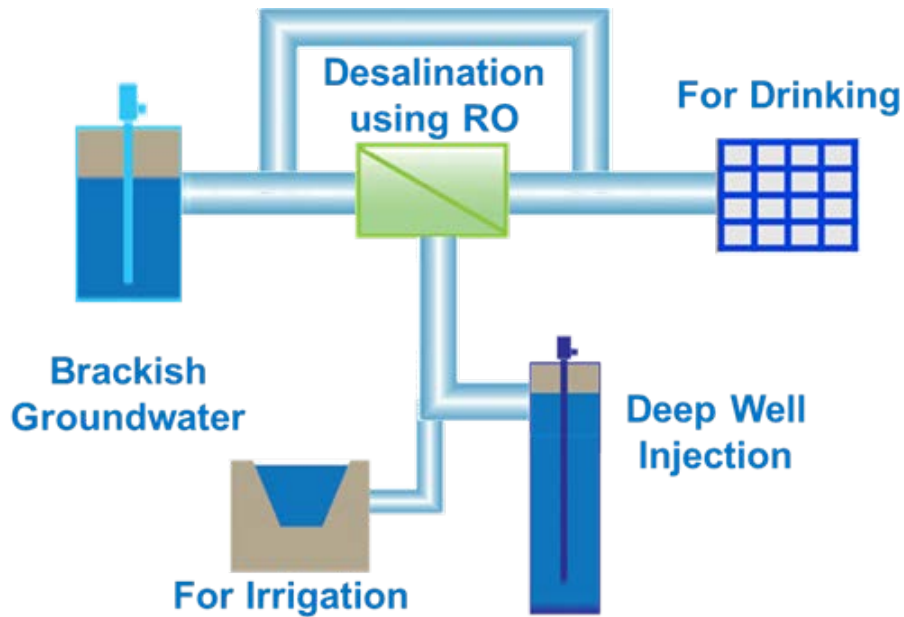 Desalination
using RO
For Drinking
Brackish
Groundwater
Deep Well
Injection
For Irrigation